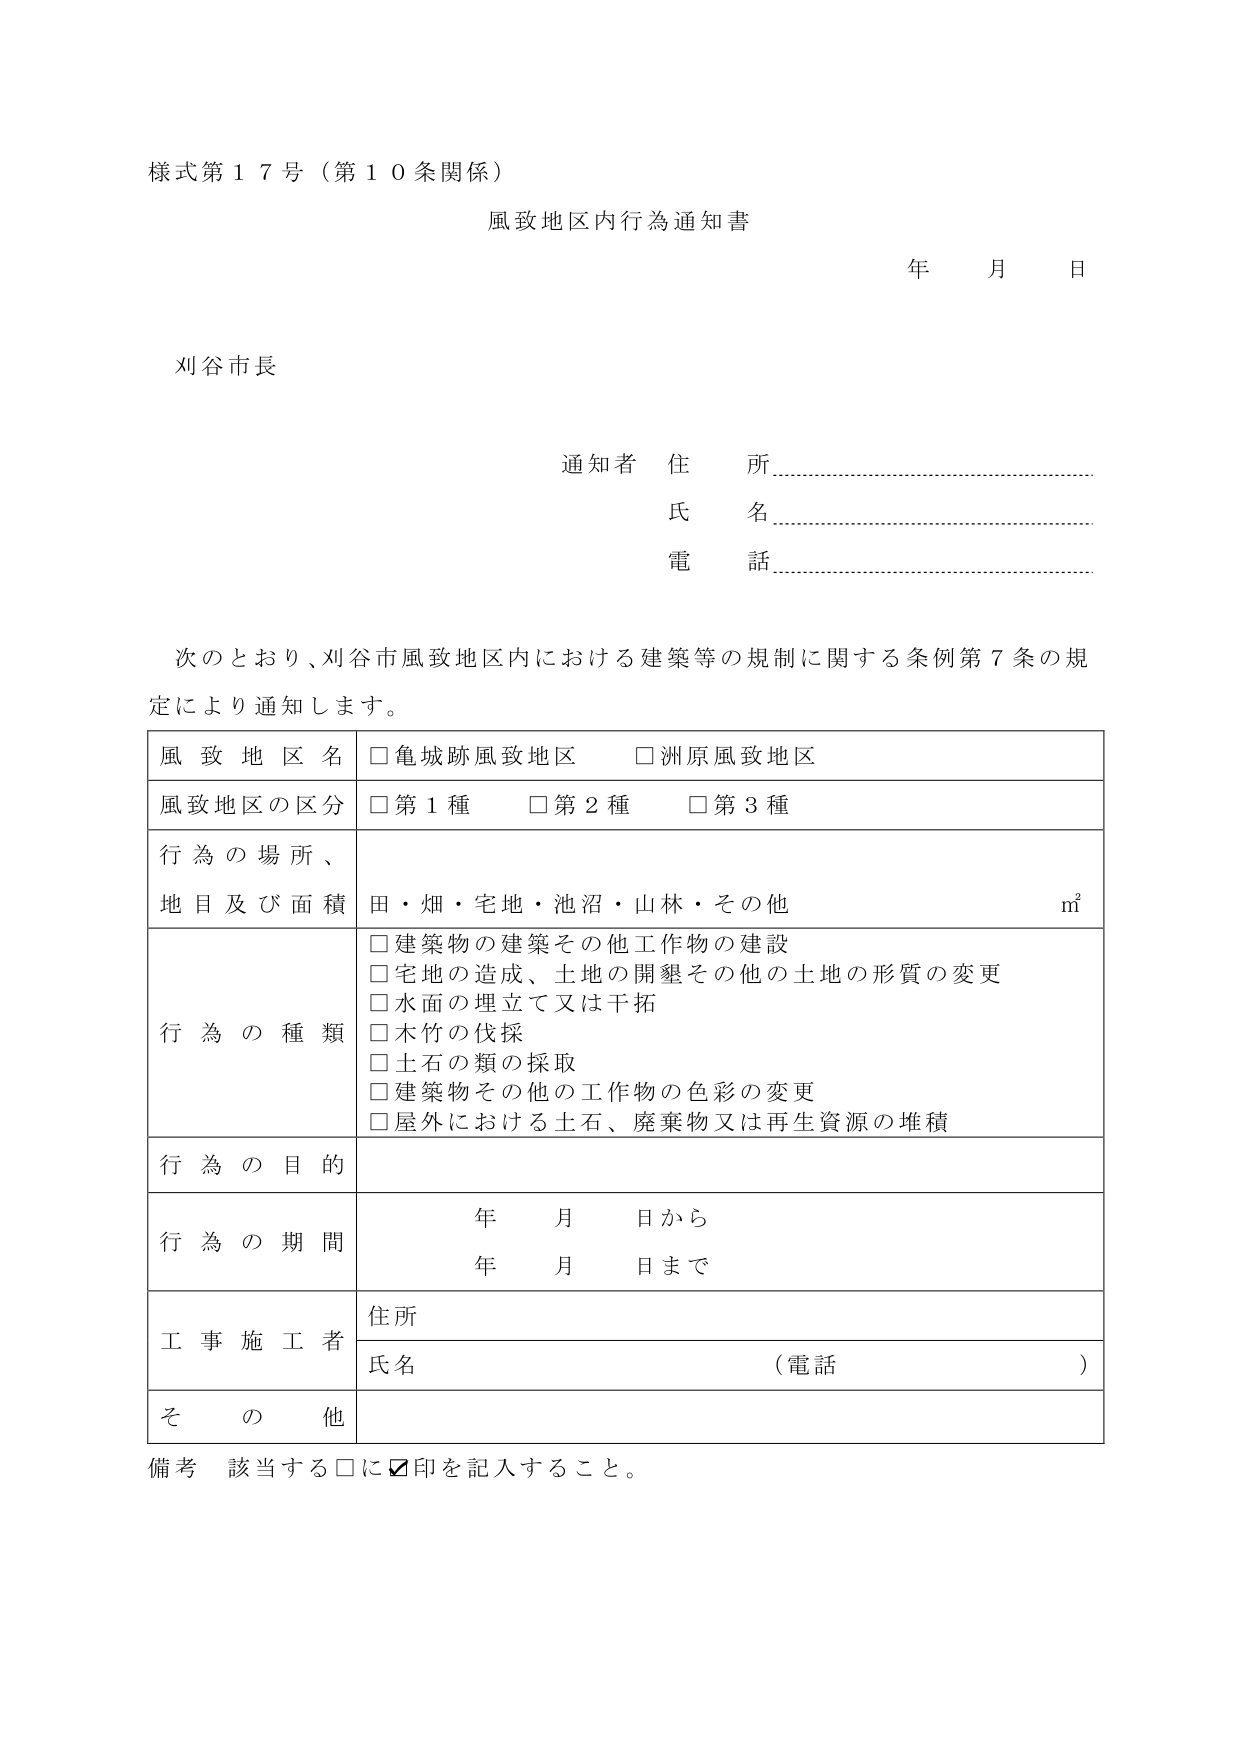 様式第１７号（第１０条関係）
風致地区内行為通知書
年　　月　　日
刈谷市長
通知者　住　　所
氏　　名
電　　話
次のとおり、刈谷市風致地区内における建築等の規制に関する条例第７条の規
定により通知します。
風致地区名　□亀城跡風致地区　　□洲原風致地区
風致地区の区分　□第１種　　□第２種　　□第３種
行為の場所、
地目及び面積　田・畑・宅地・池沼・山林・その他　　㎡
行為の種類
□建築物の建築その他工作物の建設
□宅地の造成、土地の開墾その他の土地の形質の変更
□水面の埋立て又は干拓
□木竹の伐採
□土石の類の採取
□建築物その他の工作物の色彩の変更
□屋外における土石、廃棄物又は再生資源の堆積
行為の目的
行為の期間
年　　月　　日から
年　　月　　日まで
工事施工者
住所
氏名　　（電話　　）
その他
備考　該当する□に☑印を記入すること。